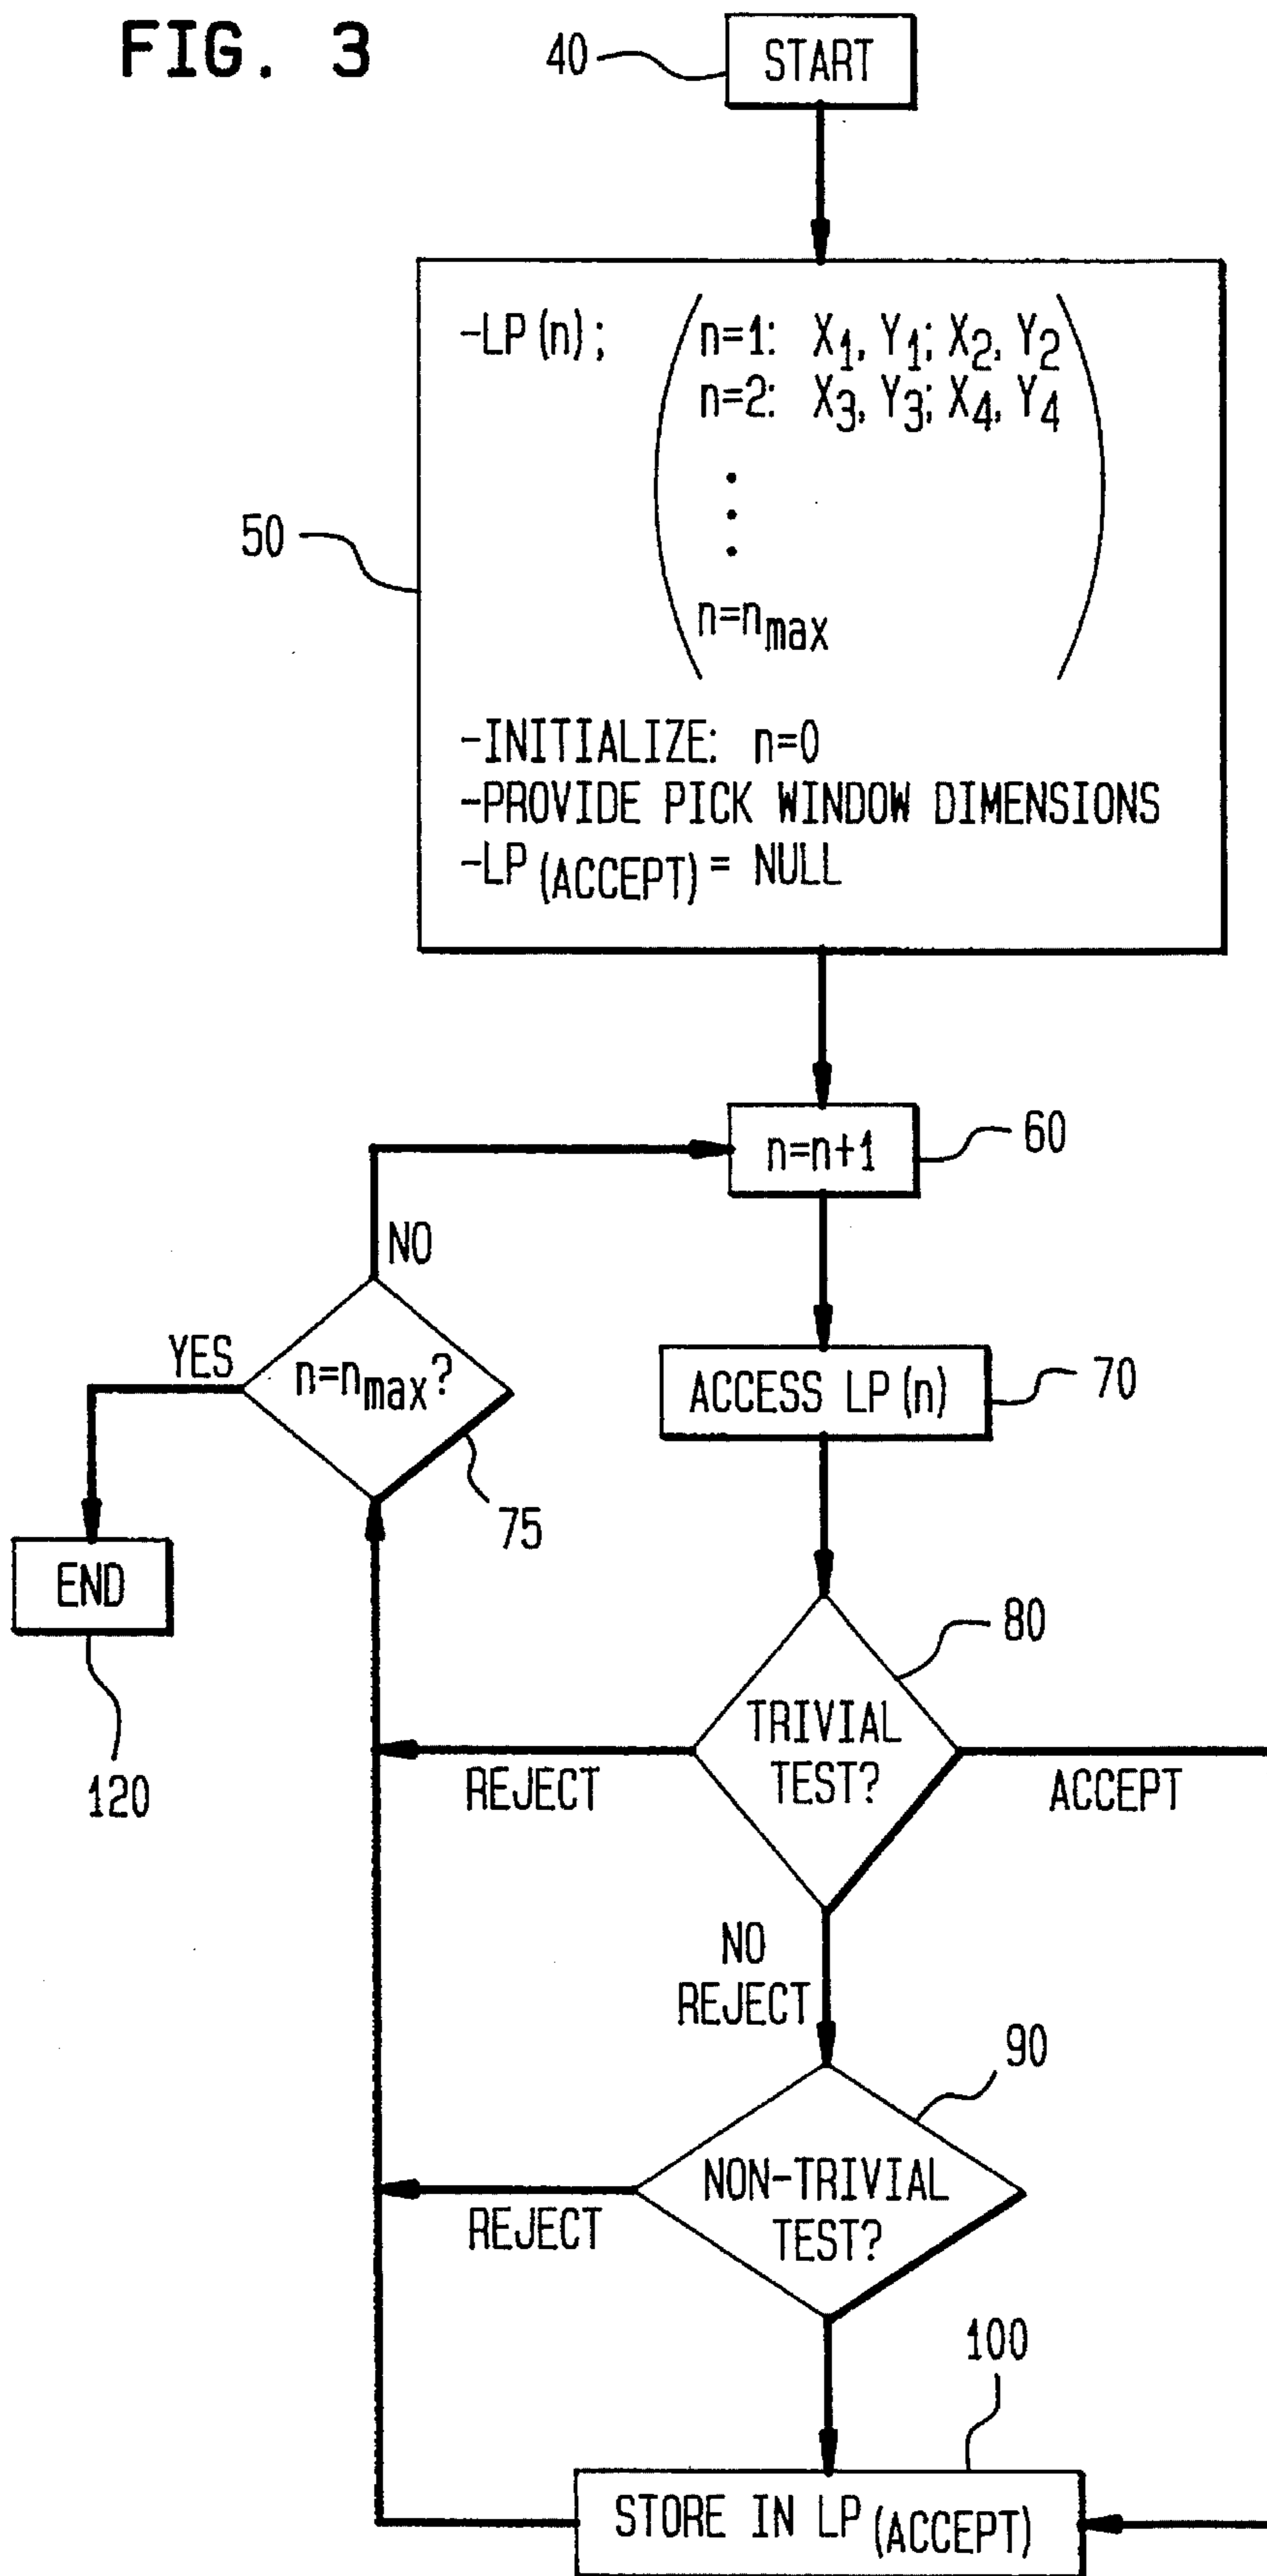 FIG. 3
40
START
-LP(n);
n=1: X1, Y1; X2, Y2
n=2: X3, Y3; X4, Y4
n=nmax
50
-INITIALIZE: n=0
-PROVIDE PICK WINDOW DIMENSIONS
-LP(ACCEPT) = NULL
n=n+1
60
NO
YES
n=nmax?
75
ACCESS LP(n)
70
END
120
80
TRIVIAL
TEST?
REJECT
ACCEPT
NO
REJECT
90
NON-TRIVIAL
TEST?
REJECT
100
STORE IN LP(ACCEPT)